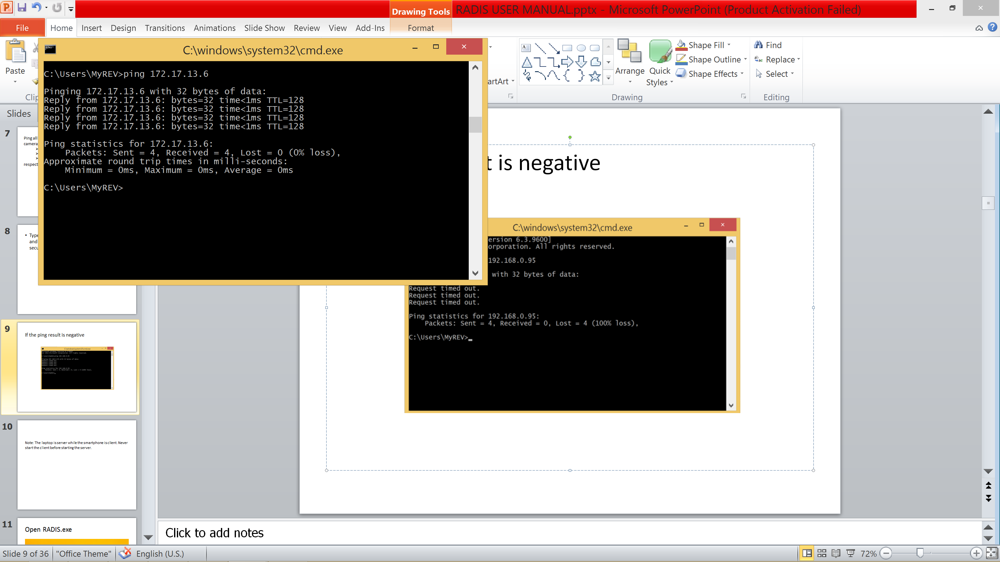 Drawing Tools
RADIS USER MANUAL.pptx - Microsoft PowerPoint (Product Activation Failed)
File Home Insert Design Transitions Animations Slide Show Review View Add-Ins Format
Paste
artArt
Arrange
Quick
Styles
Shape Fill
Shape Outline
Shape Effects
Find
Replace
Select
Clip
Drawing
Editing
C:\windows\system32\cmd.exe
C:\Users\MyREV>ping 172.17.13.6
Pinging 172.17.13.6 with 32 bytes of data:
Reply from 172.17.13.6: bytes=32 time<1ms TTL=128
Reply from 172.17.13.6: bytes=32 time<1ms TTL=128
Reply from 172.17.13.6: bytes=32 time<1ms TTL=128
Reply from 172.17.13.6: bytes=32 time<1ms TTL=128
Ping statistics for 172.17.13.6:
Packets: Sent = 4, Received = 4, Lost = 0 (0% loss),
Approximate round trip times in milli-seconds:
Minimum = 0ms, Maximum = 0ms, Average = 0ms
C:\Users\MyREV>
Slides
7
Ping all
camera,
respect
8
• Type
and
secu
9
If the ping result is negative
C:\windows\system32\cmd.exe
10
Note: The laptop is server while the smartphone is client. Never
start the client before starting the server.
11
Open RADIS.exe
t is negative
C:\windows\system32\cmd.exe
ersion 6.3.9600]
orporation. All rights reserved.
192.168.0.95
with 32 bytes of data:
Request timed out.
Request timed out.
Request timed out.
Ping statistics for 192.168.0.95:
Packets: Sent = 4, Received = 0, Lost = 4 (100% loss),
C:\Users\MyREV>
Click to add notes
Slide 9 of 36
"Office Theme"
English (U.S.)
72%